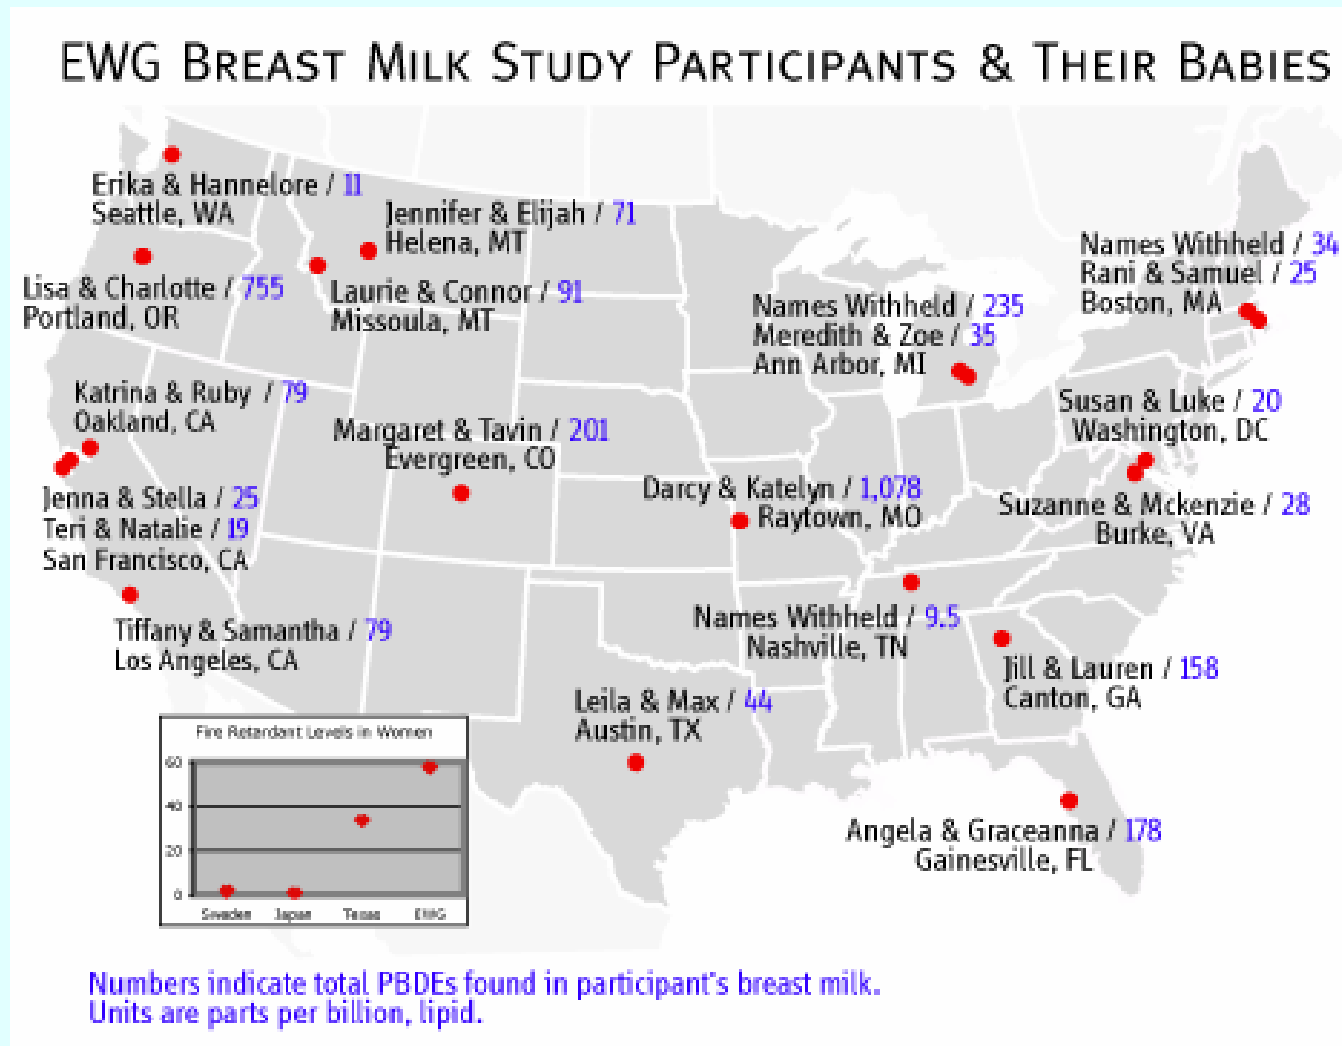 EWG Breast Milk Study Participants & Their Babies
Erika & Hannelore / 11
Seattle, WA
Jennifer & Elijah / 71
Helena, MT
Lisa & Charlotte / 755
Portland, OR
Laurie & Connor / 91
Missoula, MT
Names Withheld / 34
Rani & Samuel / 25
Boston, MA
Names Withheld / 235
Meredith & Zoe / 35
Ann Arbor, MI
Katrina & Ruby / 79
Oakland, CA
Margaret & Tavin / 201
Evergreen, CO
Susan & Luke / 20
Washington, DC
Jenna & Stella / 25
Teri & Natalie / 19
San Francisco, CA
Darcy & Katelyn / 1,078
Raytown, MO
Suzanne & Mckenzie / 28
Burke, VA
Tiffany & Samantha / 79
Los Angeles, CA
Names Withheld / 9.5
Nashville, TN
Jill & Lauren / 158
Canton, GA
Leila & Max / 44
Austin, TX
Angela & Graceanna / 178
Gainesville, FL
Fire Retardant Levels in Women
60
40
20
0
Sweden Japan Texas EWG
Numbers indicate total PBDEs found in participant's breast milk.
Units are parts per billion, lipid.